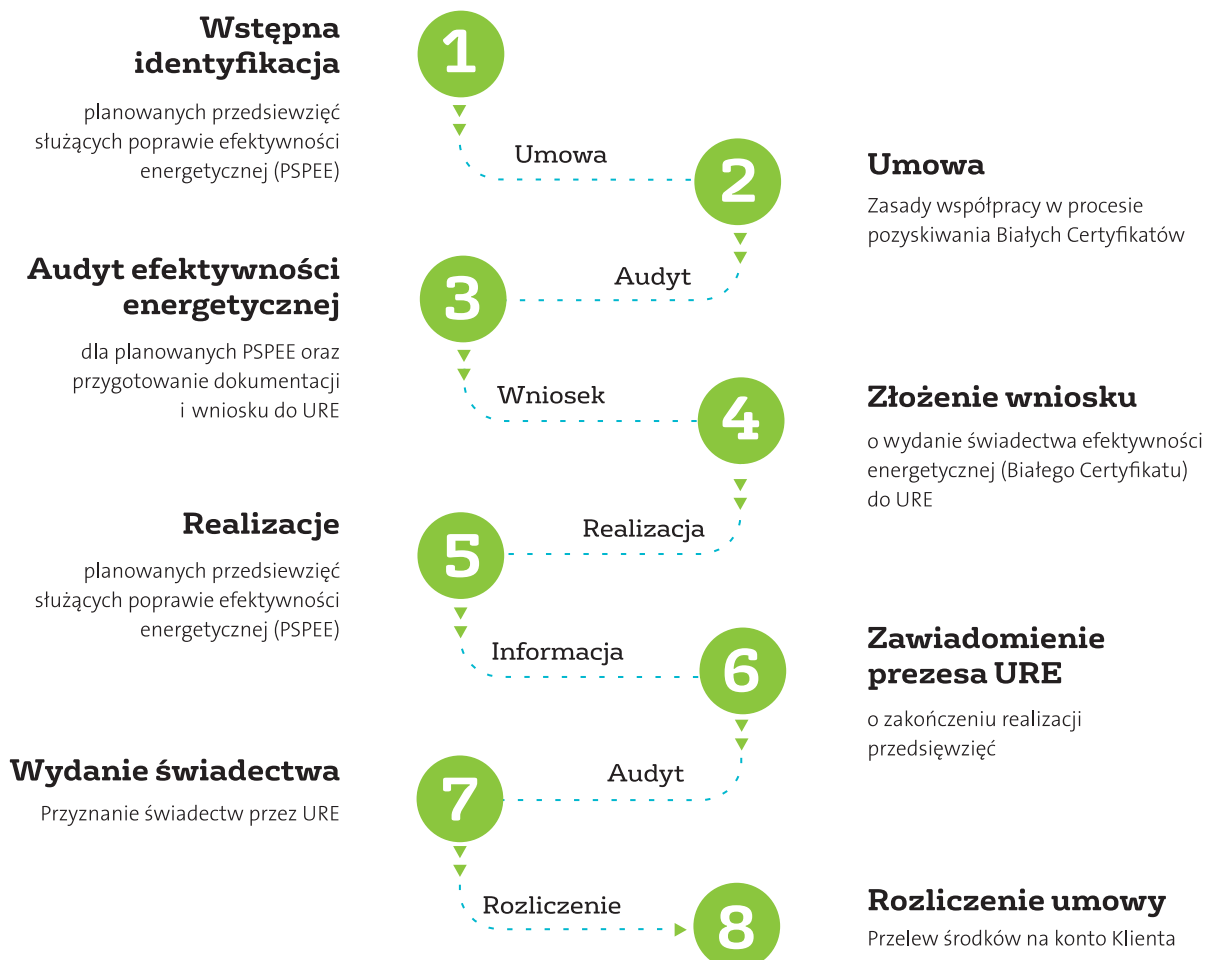 Wstępna
identyfikacja
planowanych przedsiewzięć
służących poprawie efektywności
energetycznej (PSPEE)
1
Umowa
2
Umowa
Zasady współpracy w procesie
pozyskiwania Białych Certyfikatów
Audyt
Audyt efektywności
energetycznej
dla planowanych PSPEE oraz
przygotowanie dokumentacji
i wniosku do URE
3
Wniosek
4
Złożenie wniosku
o wydanie świadectwa efektywności
energetycznej (Białego Certyfikatu)
do URE
Realizacja
Realizacje
planowanych przedsiewzięć
służących poprawie efektywności
energetycznej (PSPEE)
5
Informacja
6
Zawiadomienie
prezesa URE
o zakończeniu realizacji
przedsięwzięć
Audyt
Wydanie świadectwa
Przyznanie świadectw przez URE
7
Rozliczenie
8
Rozliczenie umowy
Przelew środków na konto Klienta